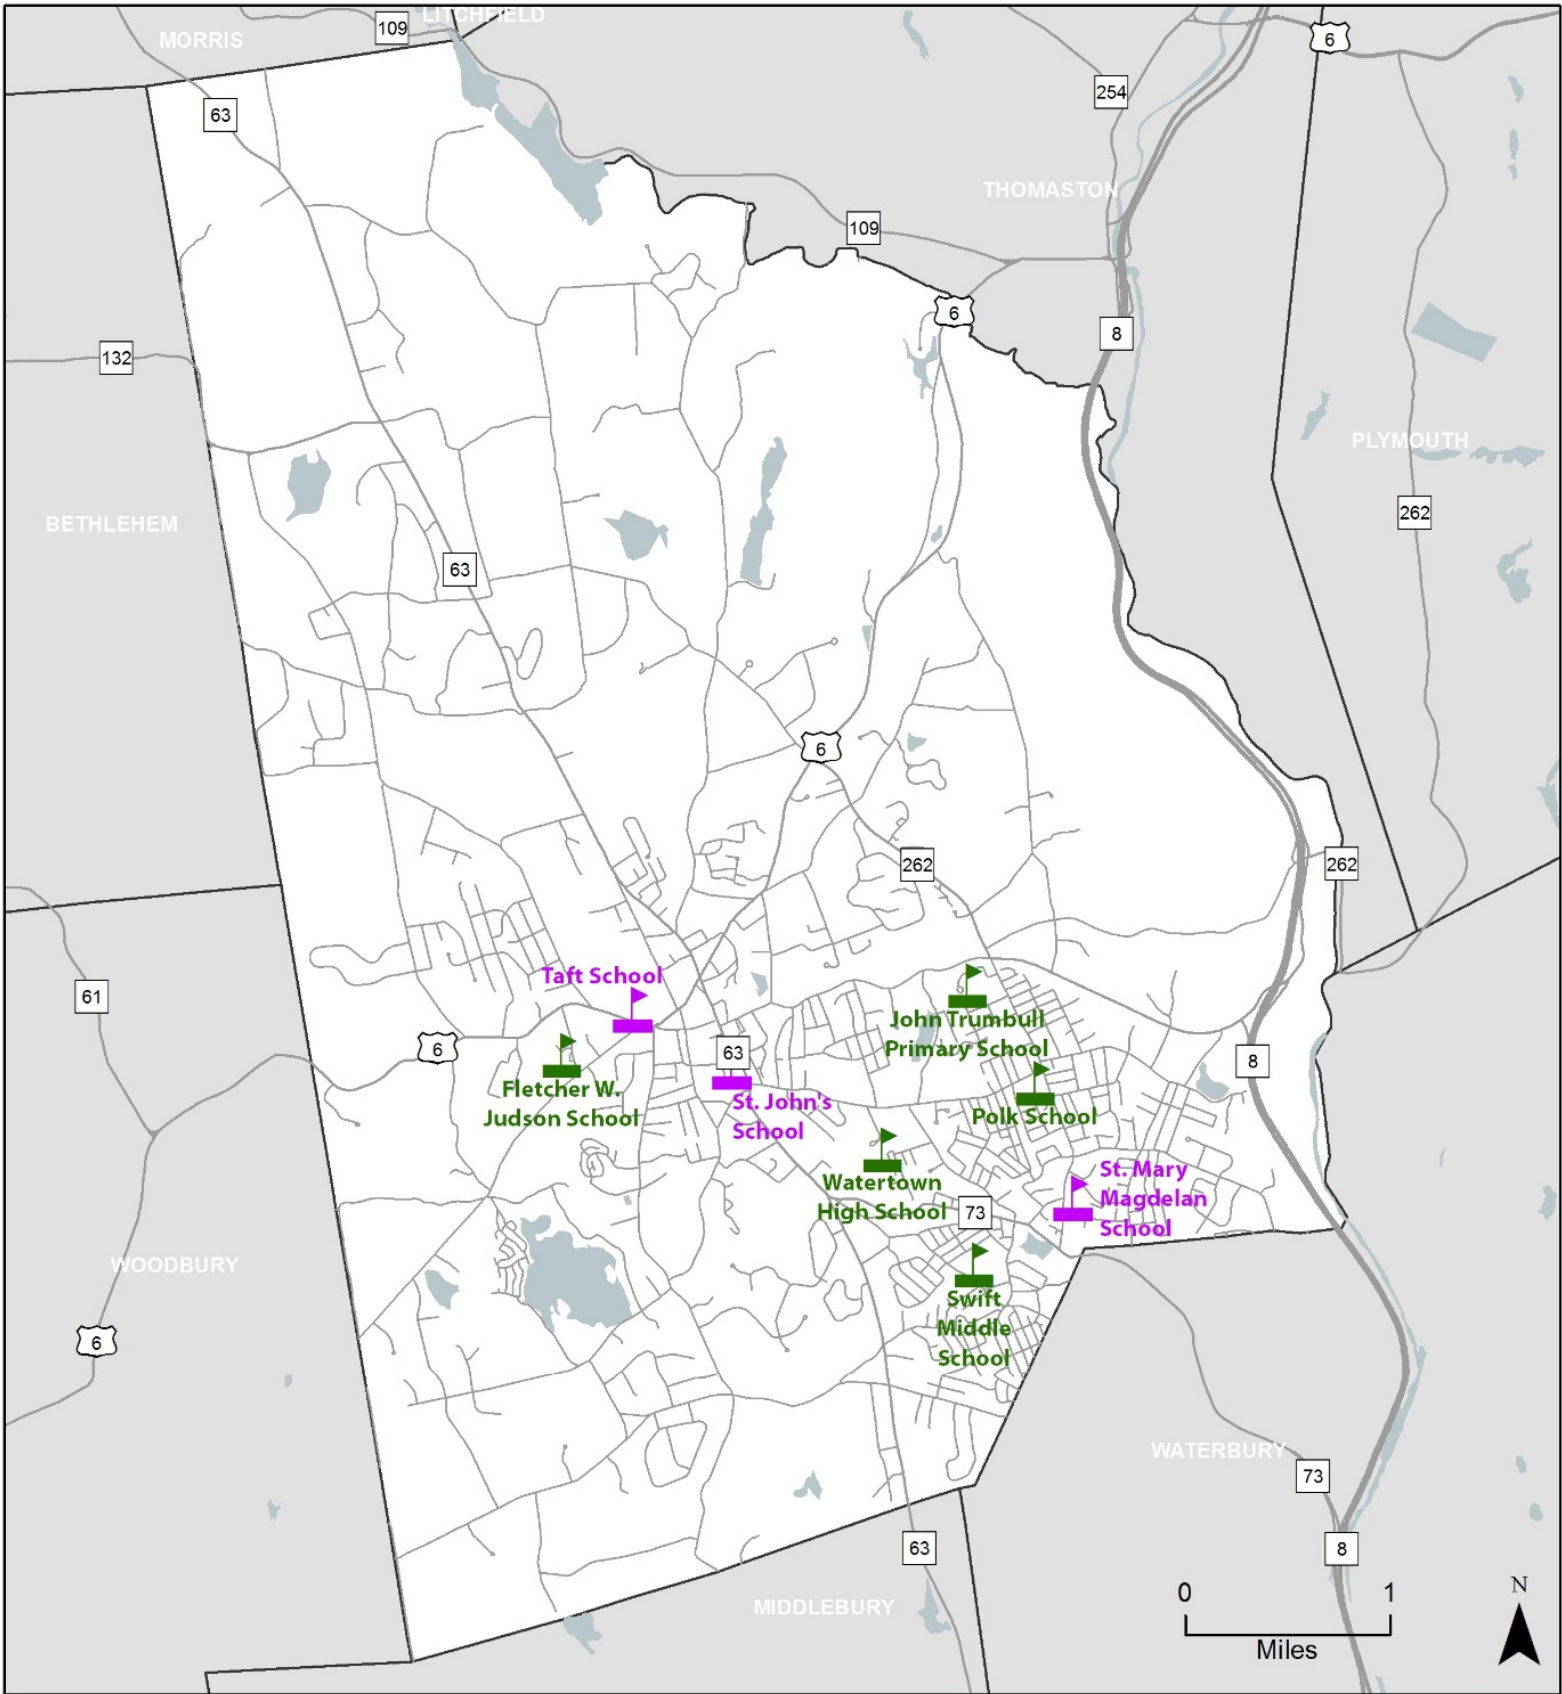 LITCHFIELD
MORRIS
109
6
63
254
THOMASTON
109
6
8
132
PLYMOUTH
262
BETHLEHEM
63
6
262
262
Taft School
61
John Trumbull
Primary School
6
63
8
Fletcher W.
Judson School
St. John's
School
Polk School
Watertown
High School
St. Mary
Magdelan
School
73
WOODBURY
Swift
Middle
School
6
WATERBURY
73
63
8
MIDDLEBURY
0 1
Miles
N